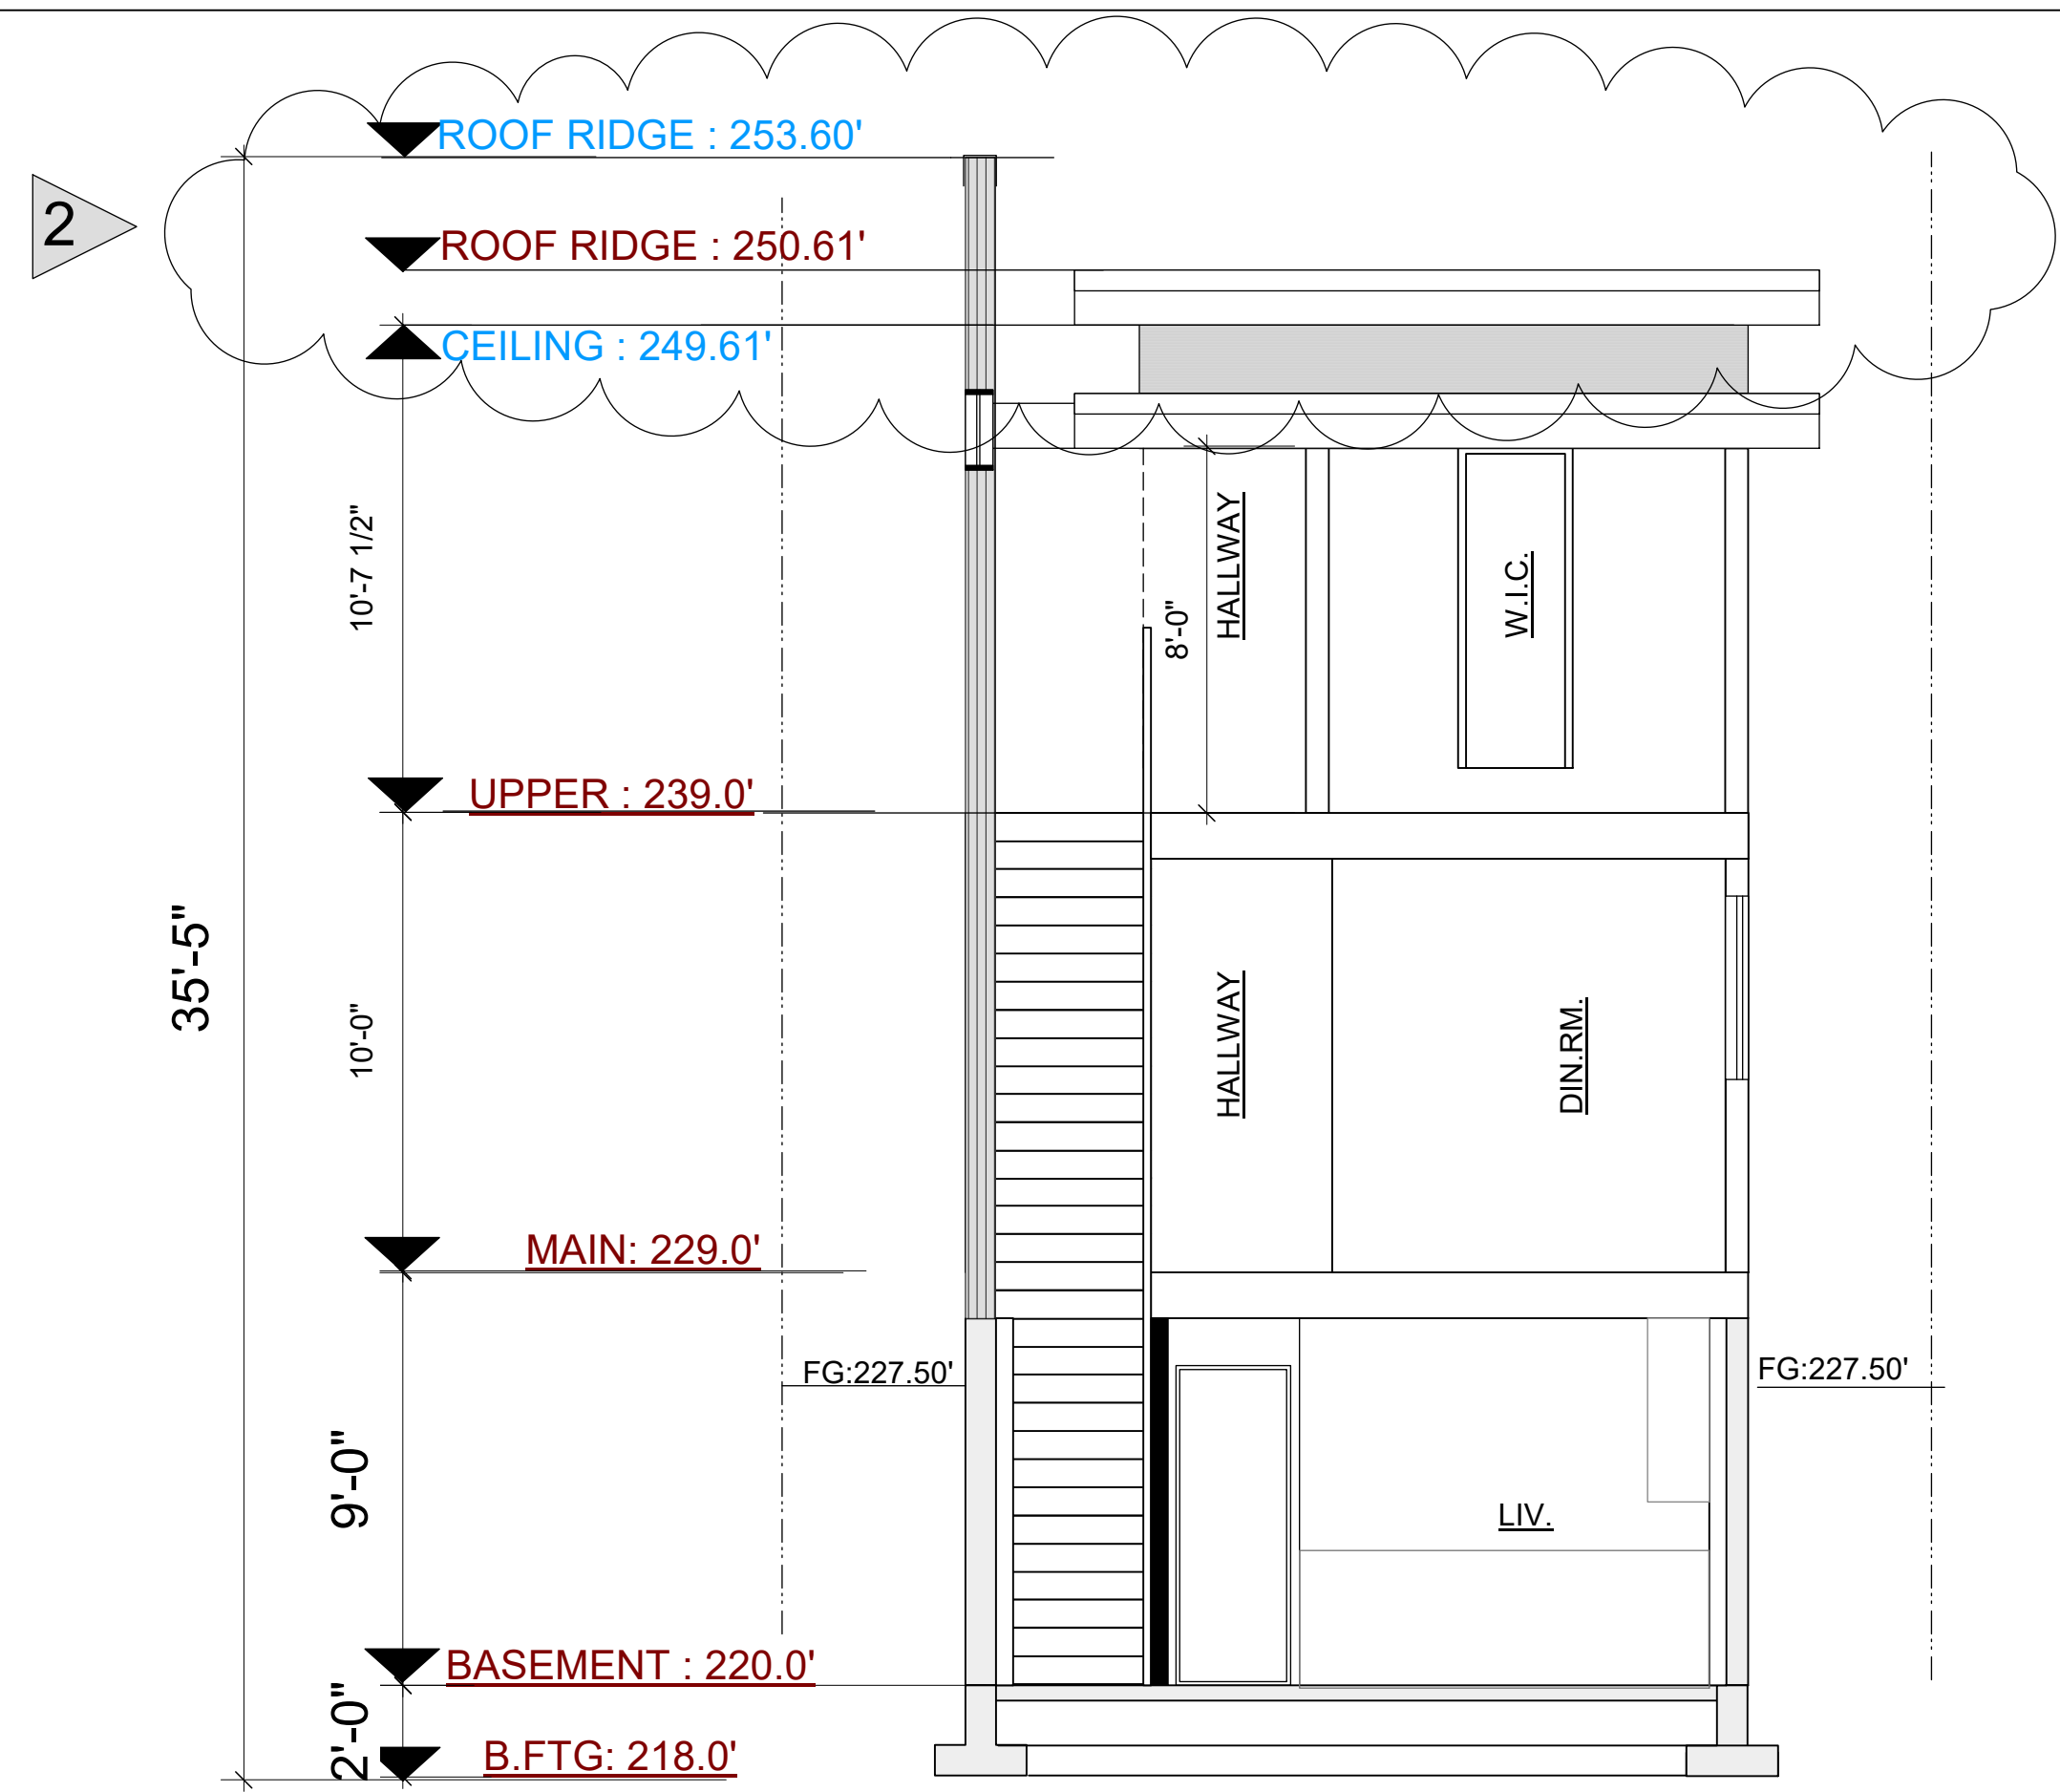 ROOF RIDGE : 253.60'
2
ROOF RIDGE : 250.61'
CEILING : 249.61'
10'-7 1/2"
HALLWAY
W.I.C.
8'-0"
UPPER : 239.0'
35'-5"
10'-0"
HALLWAY
DIN.RM.
MAIN: 229.0'
FG:227.50'
FG:227.50'
9'-0"
LIV.
BASEMENT : 220.0'
2'-0"
B.FTG: 218.0'